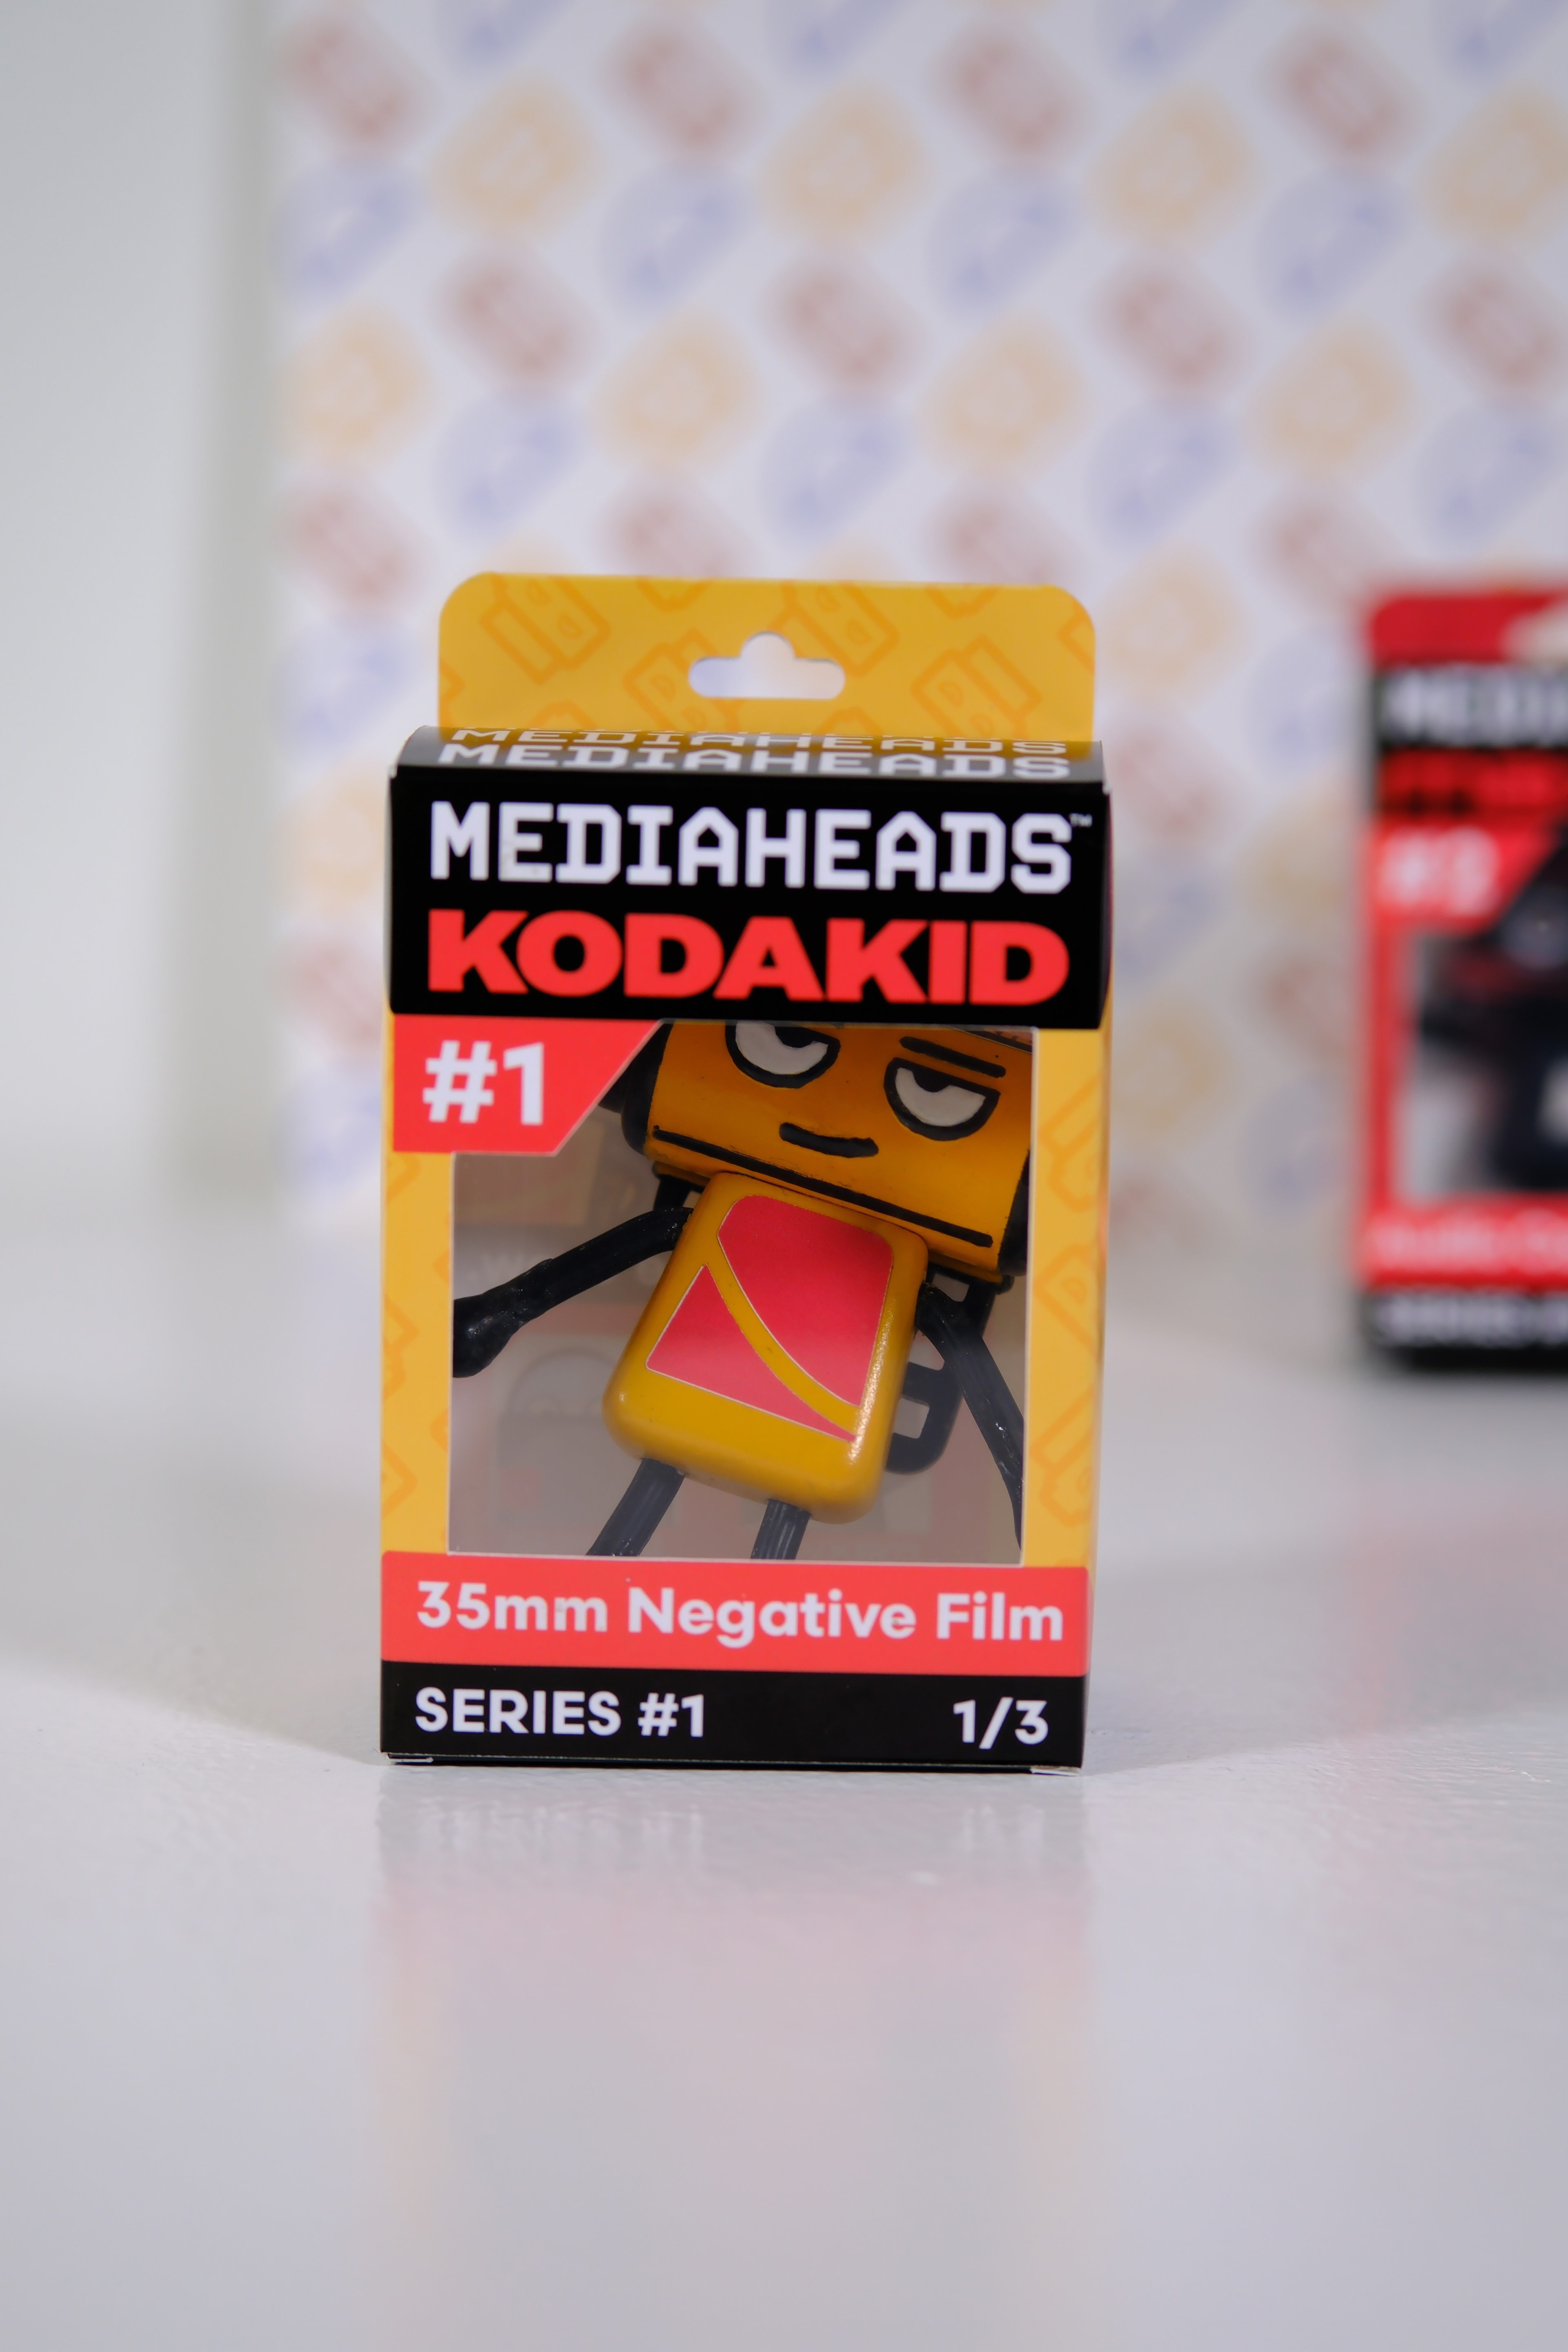 MEDIAHEADS
MEDIAHEADS
MEDIAHEADS™
KODAKID
#1
35mm Negative Film
SERIES #1
1/3